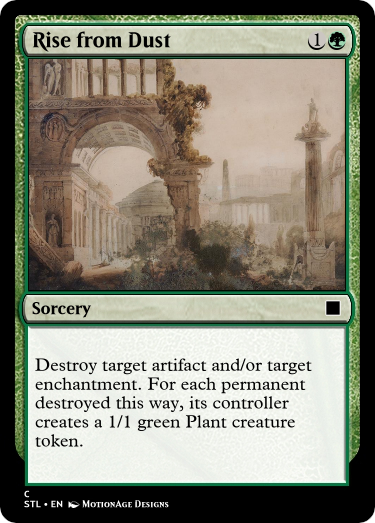 Rise from Dust 1
Sorcery
Destroy target artifact and/or target
enchantment. For each permanent
destroyed this way, its controller
creates a 1/1 green Plant creature
token.
C
STL • EN MotionAge Designs